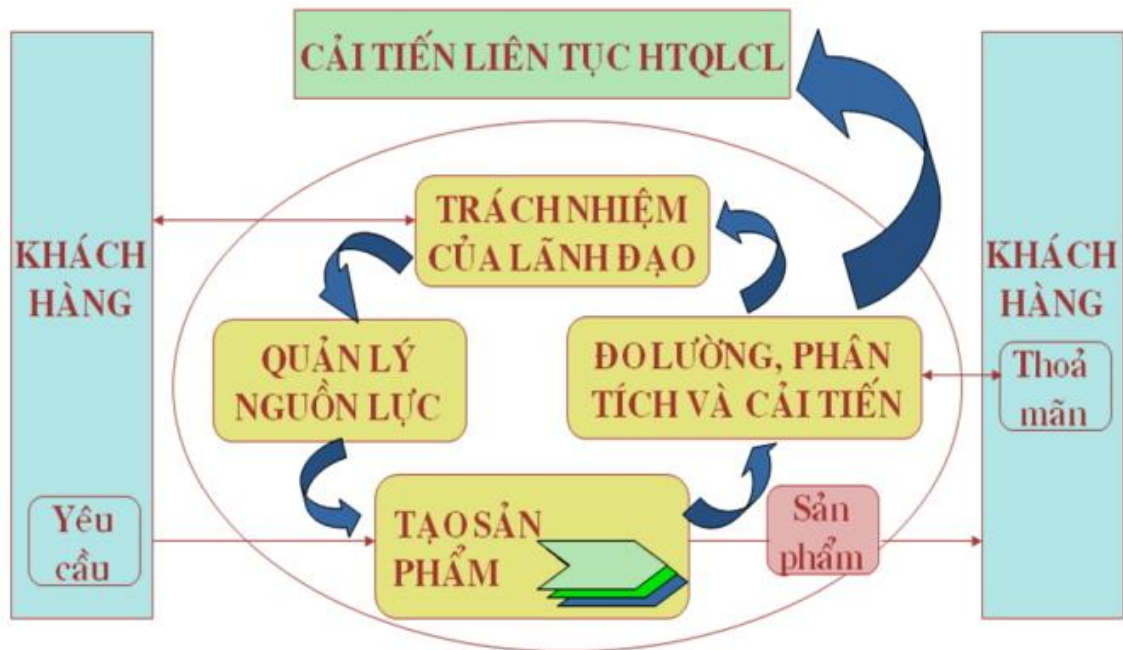 CẢI TIẾN LIÊN TỤC HTQLCL
KHÁCH
HÀNG
Yêu
cầu
TRÁCH NHIỆM
CỦA LÃNH ĐẠO
QUẢN LÝ
NGUỒN LỰC
ĐO LƯỜNG, PHÂN
TÍCH VÀ CẢI TIẾN
TẠO SẢN
PHẨM
Sản
phẩm
KHÁCH
HÀNG
Thoả
mãn